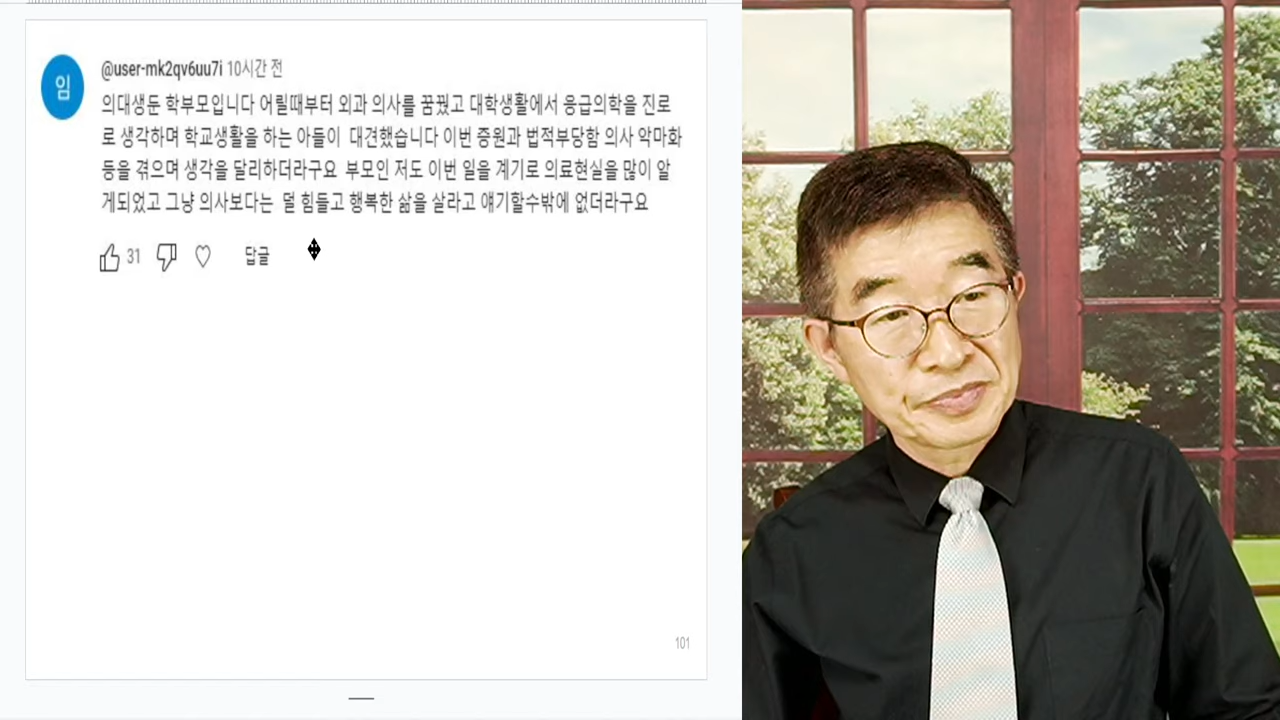 임
@user-mk2qv6uu7i 10시간 전
의대생둔 학부모입니다 어릴때부터 외과 의사를 꿈꿨고 대학생활에서 응급의학을 진로
로 생각하며 학교생활을 하는 아들이 대견했습니다 이번 증원과 법적부당함 의사 악마화
등을 겪으며 생각을 달리하더라구요 부모인 저도 이번 일을 계기로 의료현실을 많이 알
게되었고 그냥 의사보다는 덜 힘들고 행복한 삶을 살라고 얘기할수밖에 없더라구요
31 답글
101